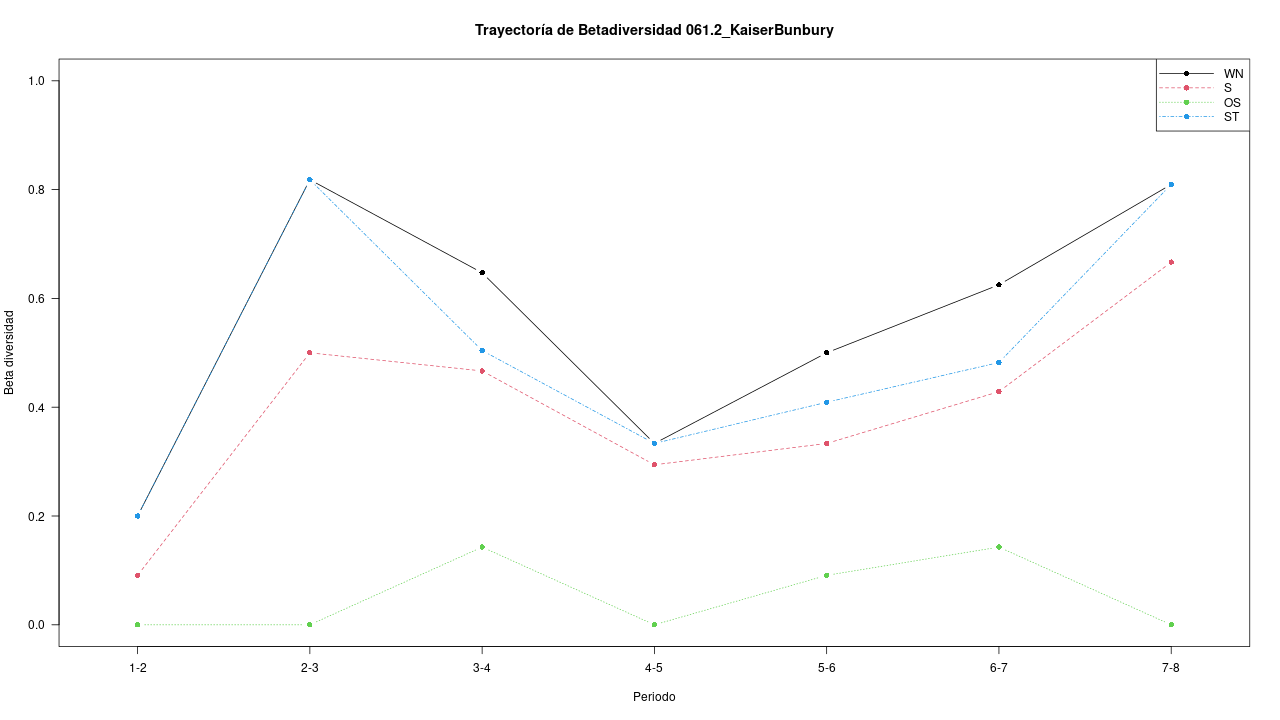 Trayectoría de Betadiversidad 061.2_KaiserBunbury
WN
S
OS
ST
1.0
0.8
0.6
0.4
0.2
0.0
Beta diversidad
1-2 2-3 3-4 4-5 5-6 6-7 7-8
Periodo